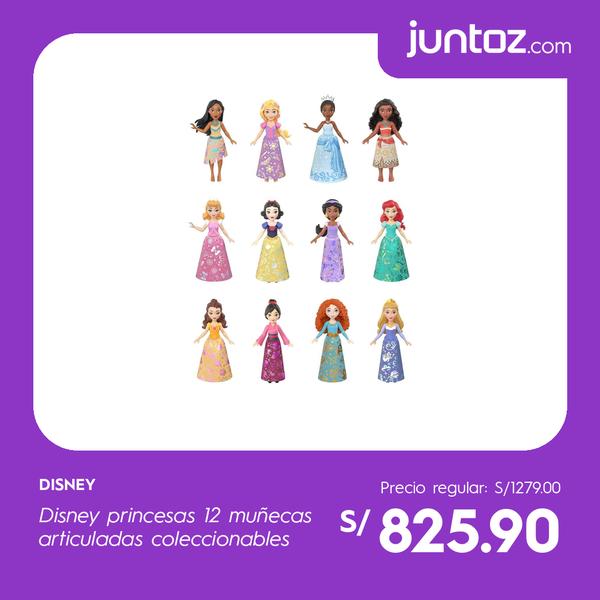 juntoz.com
DISNEY
Disney princesas 12 muñecas
articuladas coleccionables
Precio regular: S/1279.00
S/ 825.90